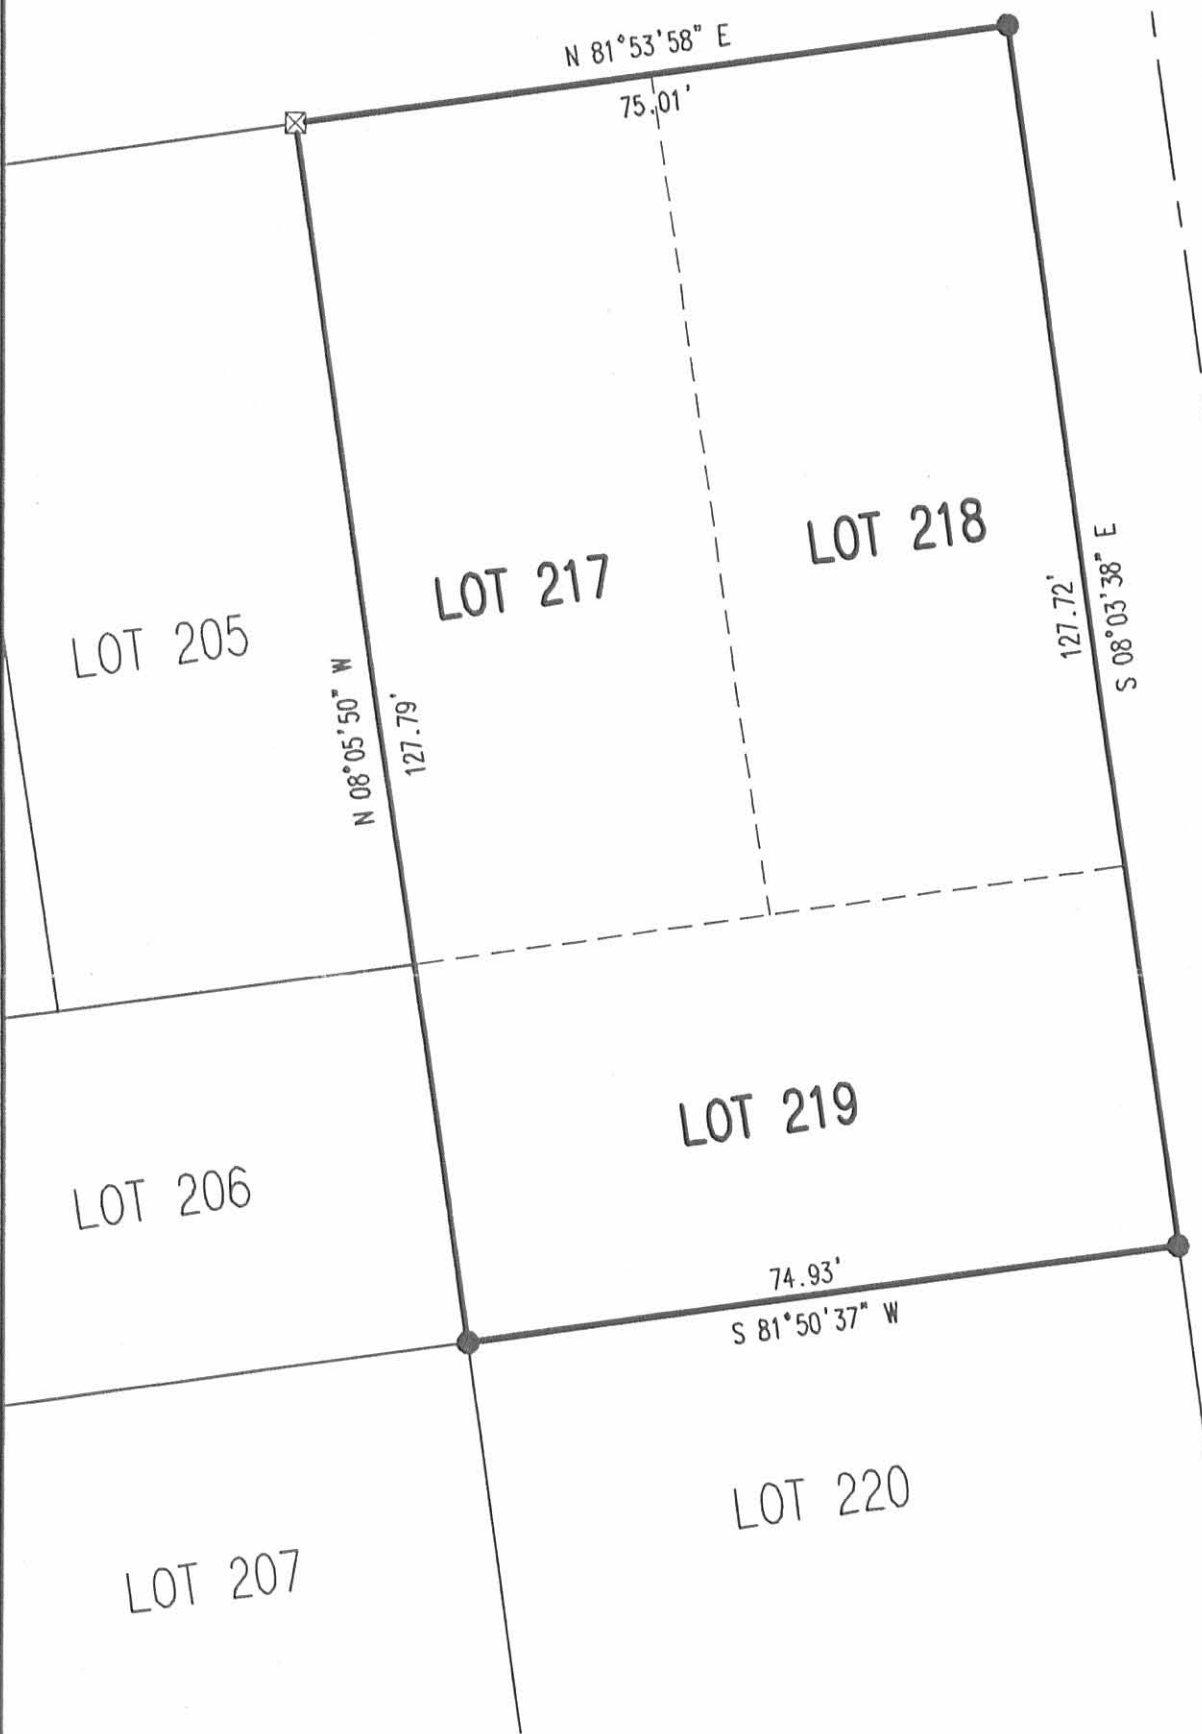 N 81°53'58" E
75.01'
LOT 218
LOT 217
LOT 205
127.72'
S 08°03'38" E
N 08°05'50" W
127.79'
LOT 219
LOT 206
74.93'
S 81°50'37" W
LOT 220
LOT 207